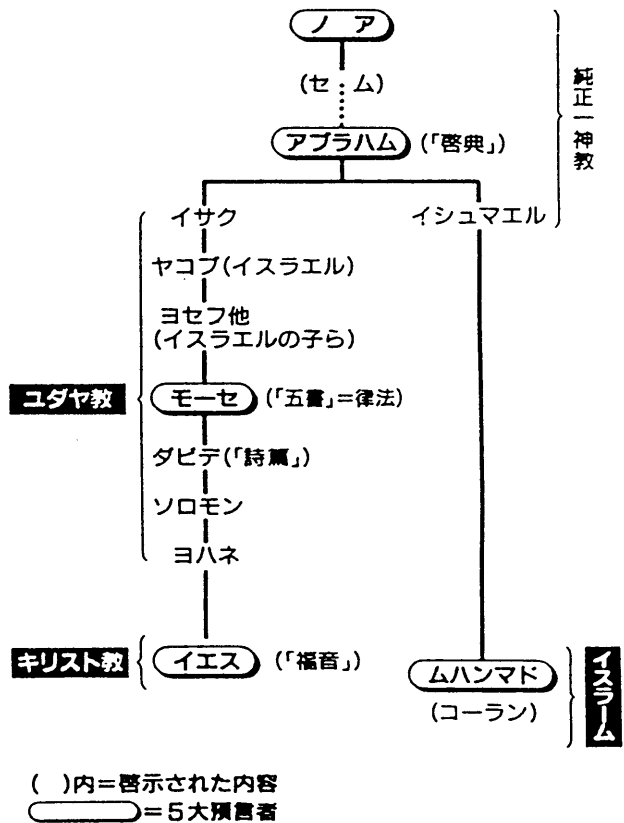 ノア
(セム)
純正一神教
アブラハム (「啓典」)
イサク
イシュマエル
ヤコブ(イスラエル)
ヨセフ他
(イスラエルの子ら)
ユダヤ教
モーセ (「五書」=律法)
ダビデ(「詩篇」)
ソロモン
ヨハネ
キリスト教
イエス (「福音」)
ムハンマド
(コーラン)
イスラーム
( )内=啓示された内容
=5大預言者